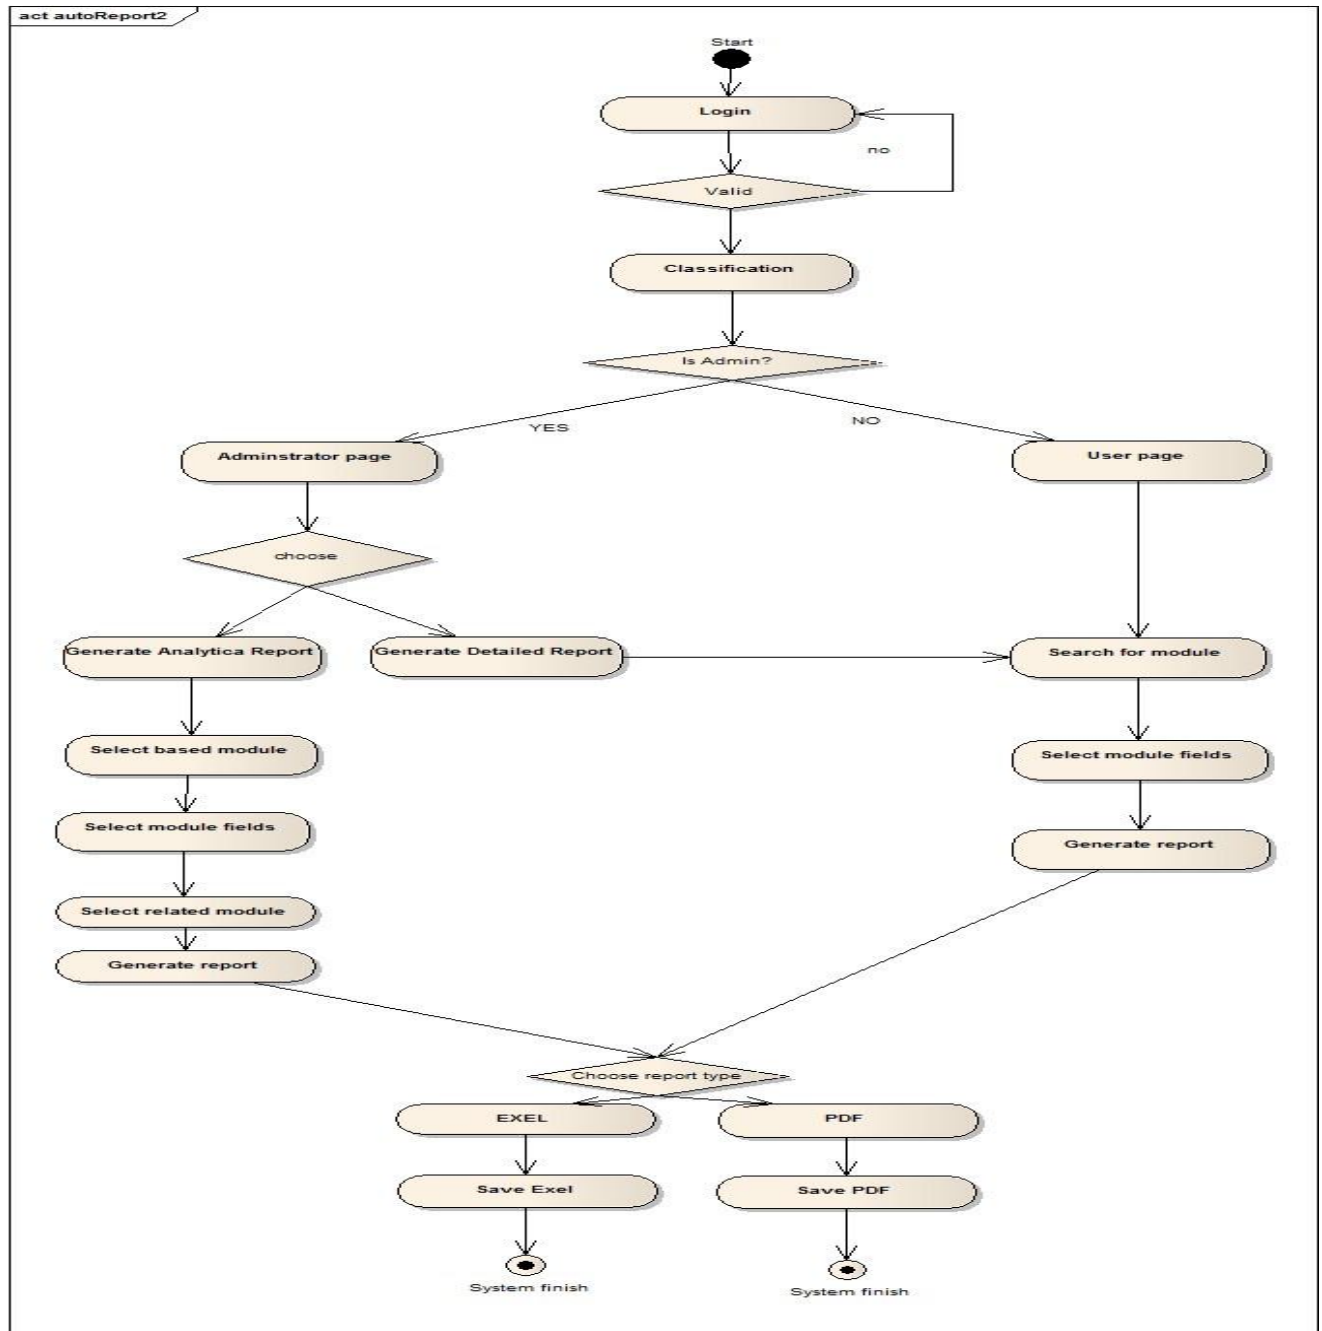 act autoReport2
Start
Login
no
Valid
Classification
Is Admin?
YES
NO
Adminstrator page
User page
choose
Generate Analytica Report
Generate Detailed Report
Search for module
Select based module
Select module fields
Select module fields
Generate report
Select related module
Generate report
Choose report type
EXEL
PDF
Save Exel
Save PDF
System finish
System finish